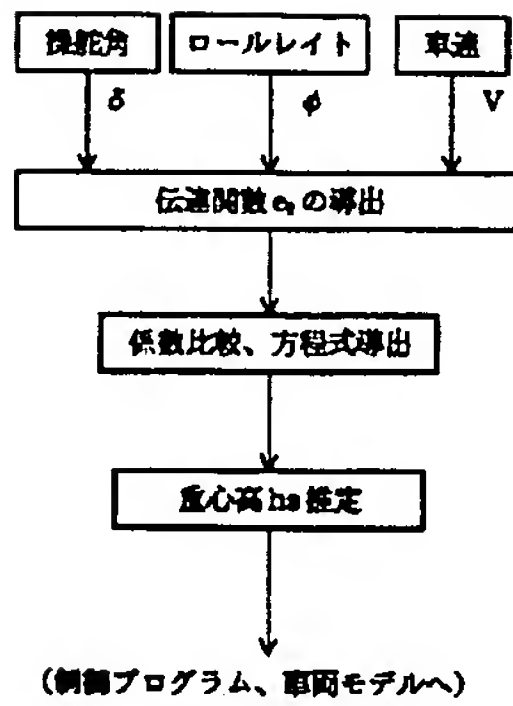 操舵角 ロールレイト 車速
δ φ V
伝達関数 e₂ の導出
係数比較、方程式導出
重心高 hs 推定
(制御プログラム、車両モデルへ)